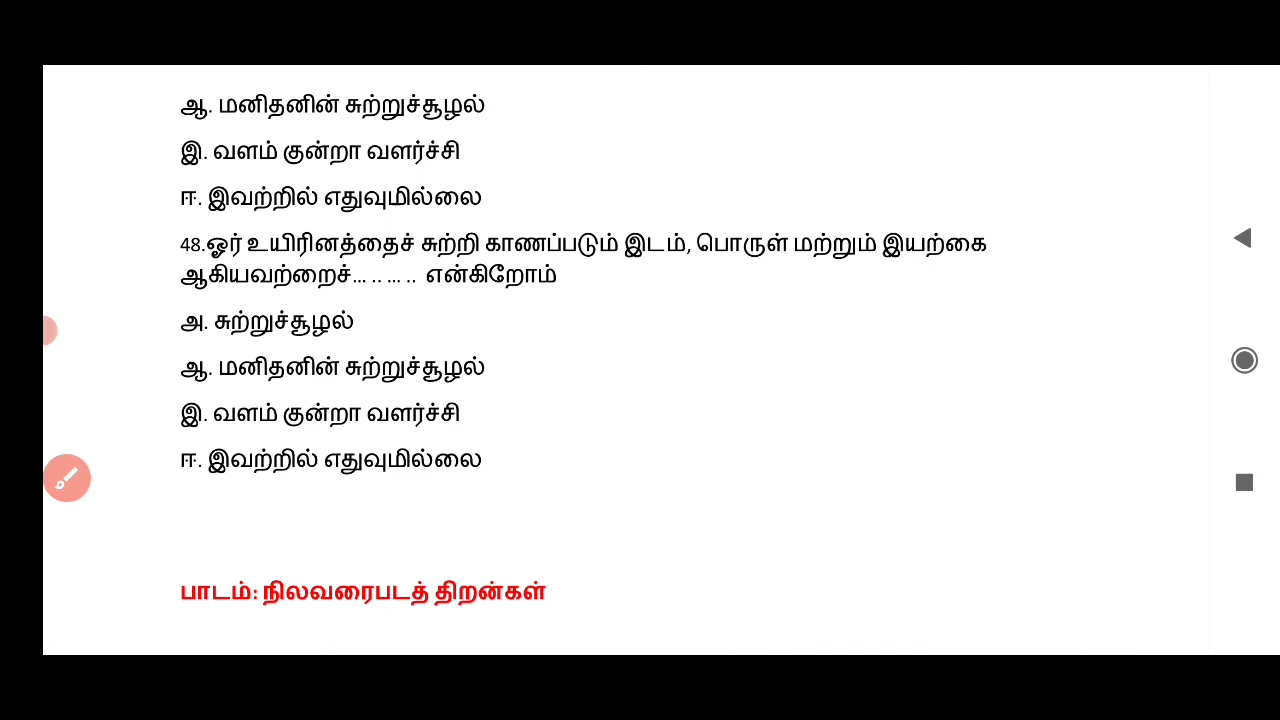 ஆ. மனிதனின் சுற்றுச்சூழல்
இ. வளம் குன்றா வளர்ச்சி
ஈ. இவற்றில் எதுவுமில்லை
48.ஓர் உயிரினத்தைச் சுற்றி காணப்படும் இடம், பொருள் மற்றும் இயற்கை
ஆகியவற்றைச்... .. ... .. என்கிறோம்
அ. சுற்றுச்சூழல்
ஆ. மனிதனின் சுற்றுச்சூழல்
இ. வளம் குன்றா வளர்ச்சி
ஈ. இவற்றில் எதுவுமில்லை
பாடம்: நிலவரைபடத் திறன்கள்